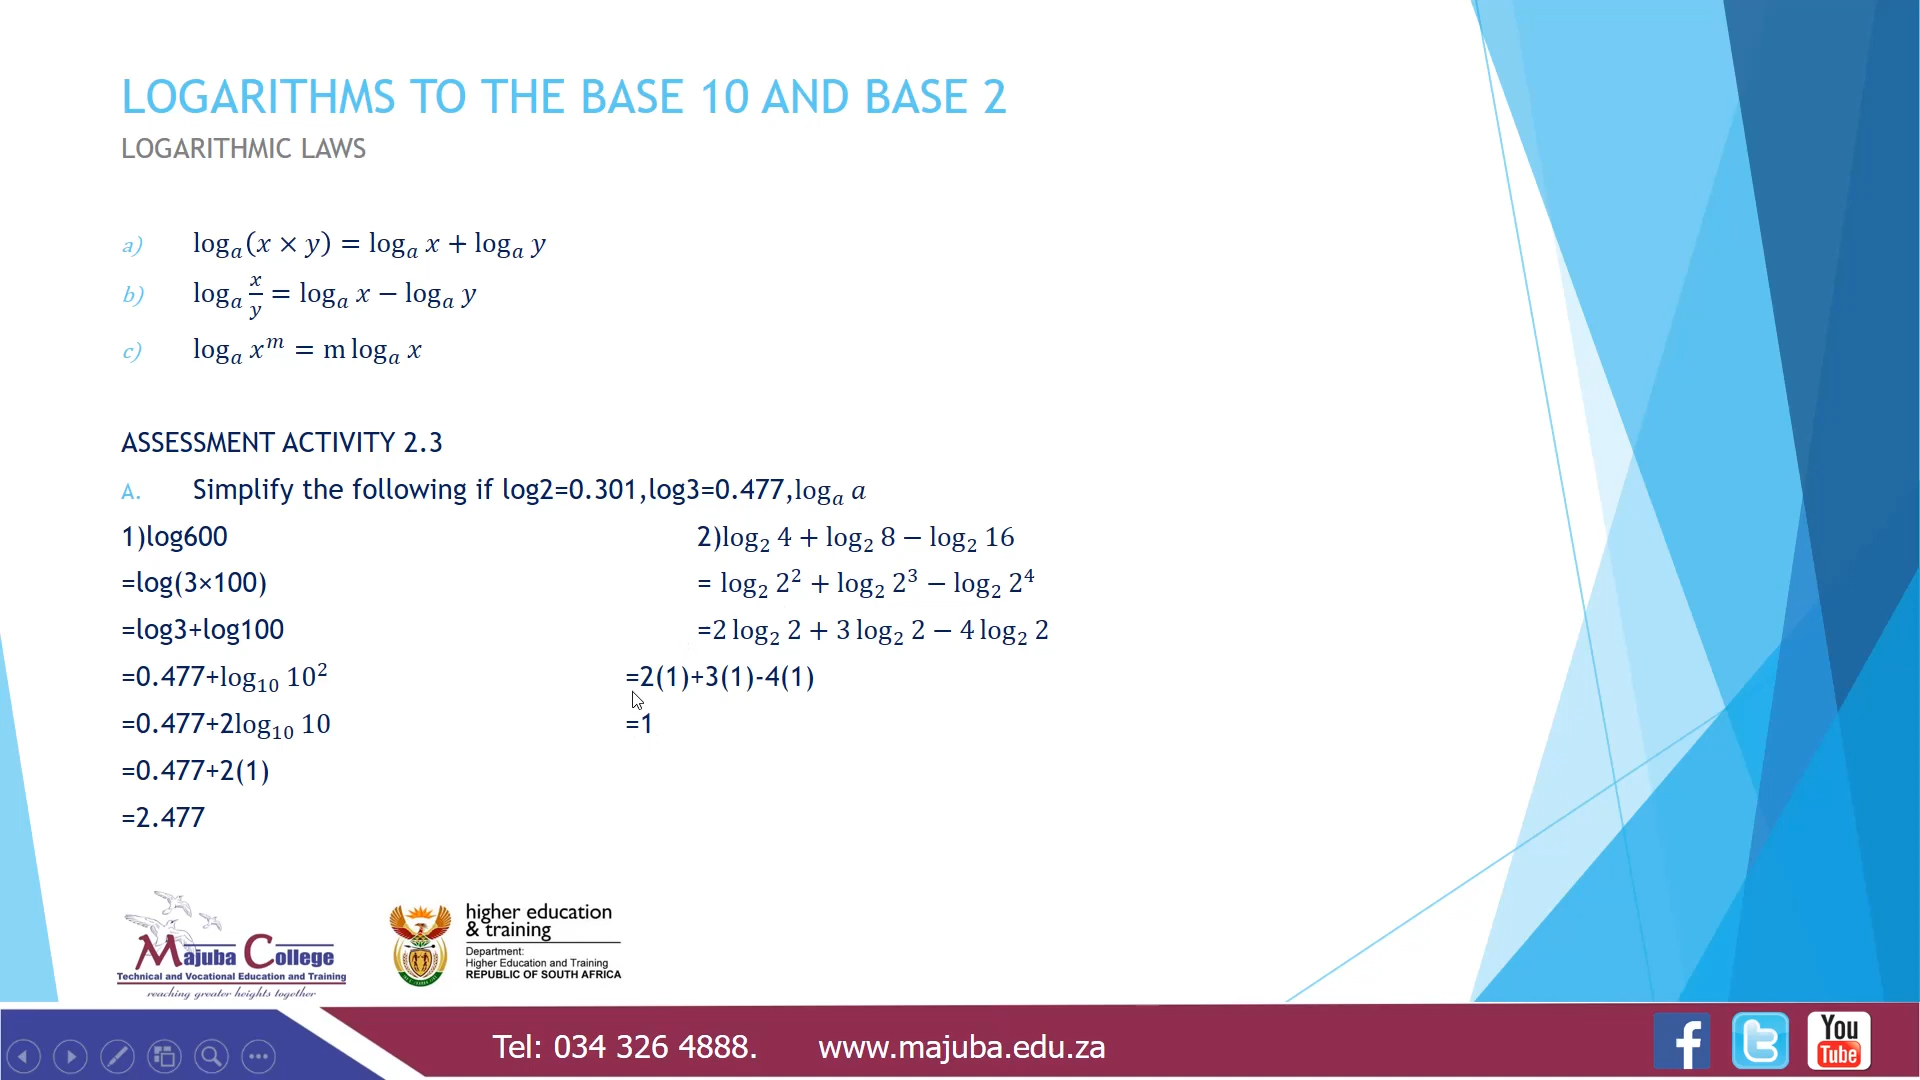 LOGARITHMS TO THE BASE 10 AND BASE 2
LOGARITHMIC LAWS
a) logₐ(x × y) = logₐ x + logₐ y
b) logₐ x/y = logₐ x − logₐ y
c) logₐ xᵐ = m logₐ x
ASSESSMENT ACTIVITY 2.3
A. Simplify the following if log2=0.301,log3=0.477,logₐ a
1)log600
=log(3×100)
=log3+log100
=0.477+log₁₀ 10²
=0.477+2log₁₀ 10
=0.477+2(1)
=2.477
2)log₂ 4 + log₂ 8 − log₂ 16
= log₂ 2² + log₂ 2³ − log₂ 2⁴
=2 log₂ 2 + 3 log₂ 2 − 4 log₂ 2
=2(1)+3(1)-4(1)
=1
Majuba College
Technical and Vocational Education and Training
reaching greater heights together
higher education
& training
Department:
Higher Education and Training
REPUBLIC OF SOUTH AFRICA
Tel: 034 326 4888. www.majuba.edu.za
You
Tube